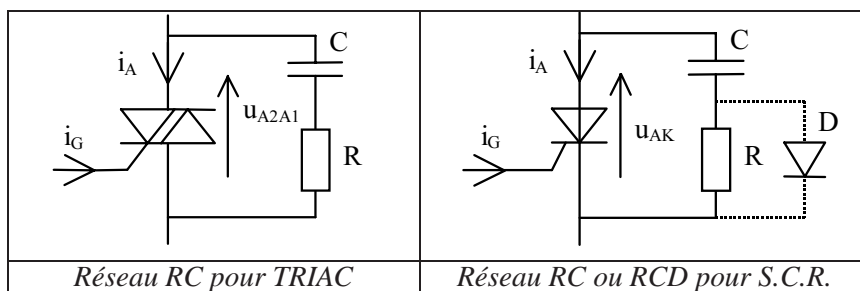 C
i_A
u_A2A1
i_G
R
C
i_A
u_AK
D
R
i_G
Réseau RC pour TRIAC
Réseau RC ou RCD pour S.C.R.